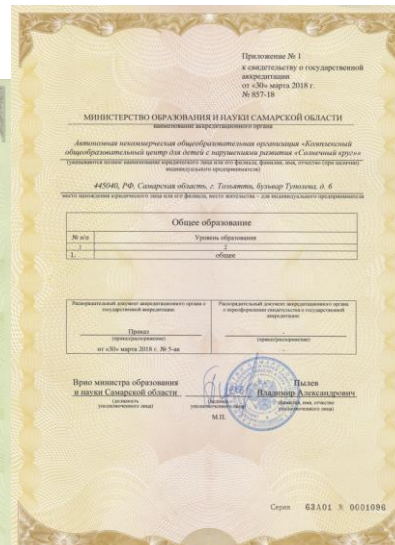 Приложение № 1
к свидетельству о государственной
аккредитации
от «30» марта 2018 г.
№ 857-18
МИНИСТЕРСТВО ОБРАЗОВАНИЯ И НАУКИ САМАРСКОЙ ОБЛАСТИ
наименование аккредитационного органа
Автономная некоммерческая общеобразовательная организация «Комплексный
общеобразовательный центр для детей с нарушениями развития «Солнечный круг»»
(указываются полное наименование юридического лица или его филиала, фамилия, имя, отчество (при наличии)
индивидуального предпринимателя
445040, РФ, Самарская область, г. Тольятти, бульвар Туполева, д. 6
место нахождения юридического лица или его филиала, место жительства – для индивидуального предпринимателя
Общее образование
№ п/п Уровень образования
1 2
1. общее
Распорядительный документ аккредитационного органа о государственной аккредитации:
Распорядительный документ аккредитационного органа о переоформлении свидетельства о государственной аккредитации:
Приказ -
(приказ/распоряжение) (приказ/распоряжение)
от «30» марта 2018 г. № 5-ак -
Врио министра образования Пылев
и науки Самарской области Владимир Александрович
(должность (подпись фамилия, имя, отчество
уполномоченного лица) уполномоченного лица) уполномоченного лица)
М.П.
Серия 63А01 № 0001096